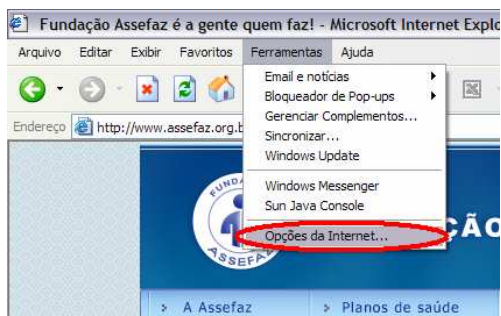 Fundação Assefaz é a gente quem faz! - Microsoft Internet Explo
Arquivo Editar Exibir Favoritos Ferramentas Ajuda
Email e notícias
Bloqueador de Pop-ups
Gerenciar Complementos...
Sincronizar...
Windows Update
Windows Messenger
Sun Java Console
Opções da Internet...
Endereço http://www.assefaz.org.b
FUND
ASSEFA
ÇÃO
A Assefaz Planos de saúde